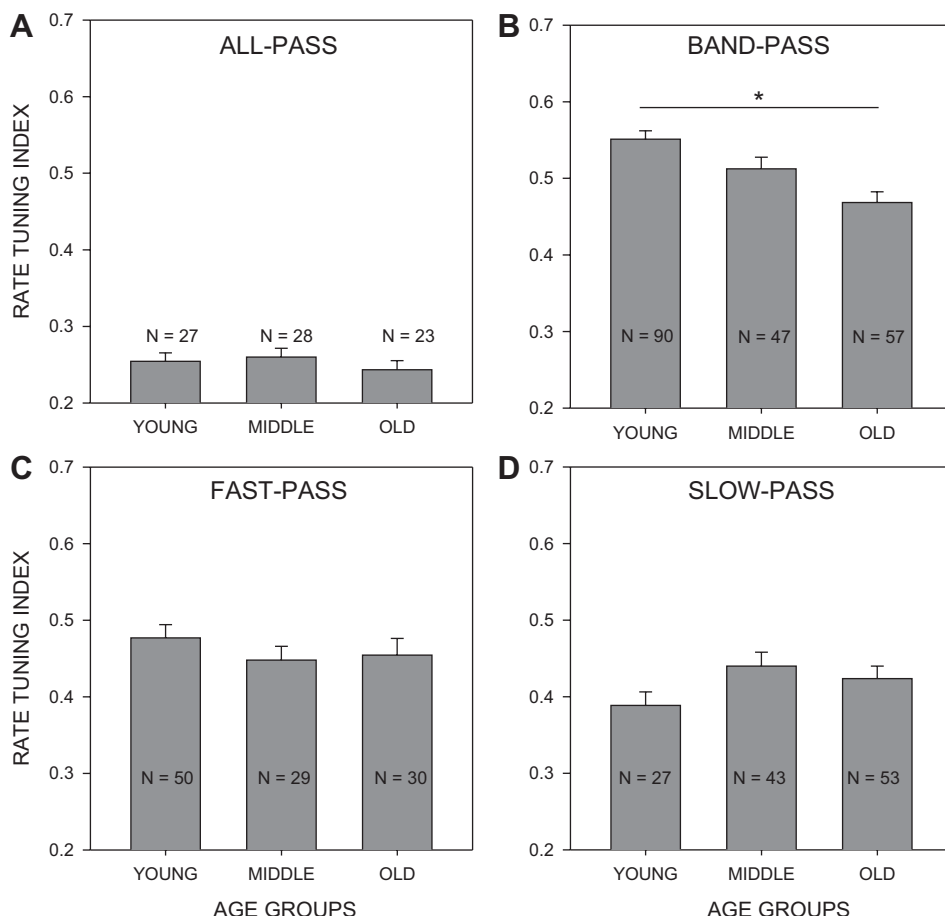 A
ALL-PASS
RATE TUNING INDEX
0.7
0.6
0.5
0.4
0.3
0.2
N = 27 N = 28 N = 23
YOUNG MIDDLE OLD
B
BAND-PASS
*
0.7
0.6
0.5
0.4
0.3
0.2
N = 90 N = 47 N = 57
YOUNG MIDDLE OLD
C
FAST-PASS
RATE TUNING INDEX
0.7
0.6
0.5
0.4
0.3
0.2
N = 50 N = 29 N = 30
YOUNG MIDDLE OLD
AGE GROUPS
D
SLOW-PASS
0.7
0.6
0.5
0.4
0.3
0.2
N = 27 N = 43 N = 53
YOUNG MIDDLE OLD
AGE GROUPS